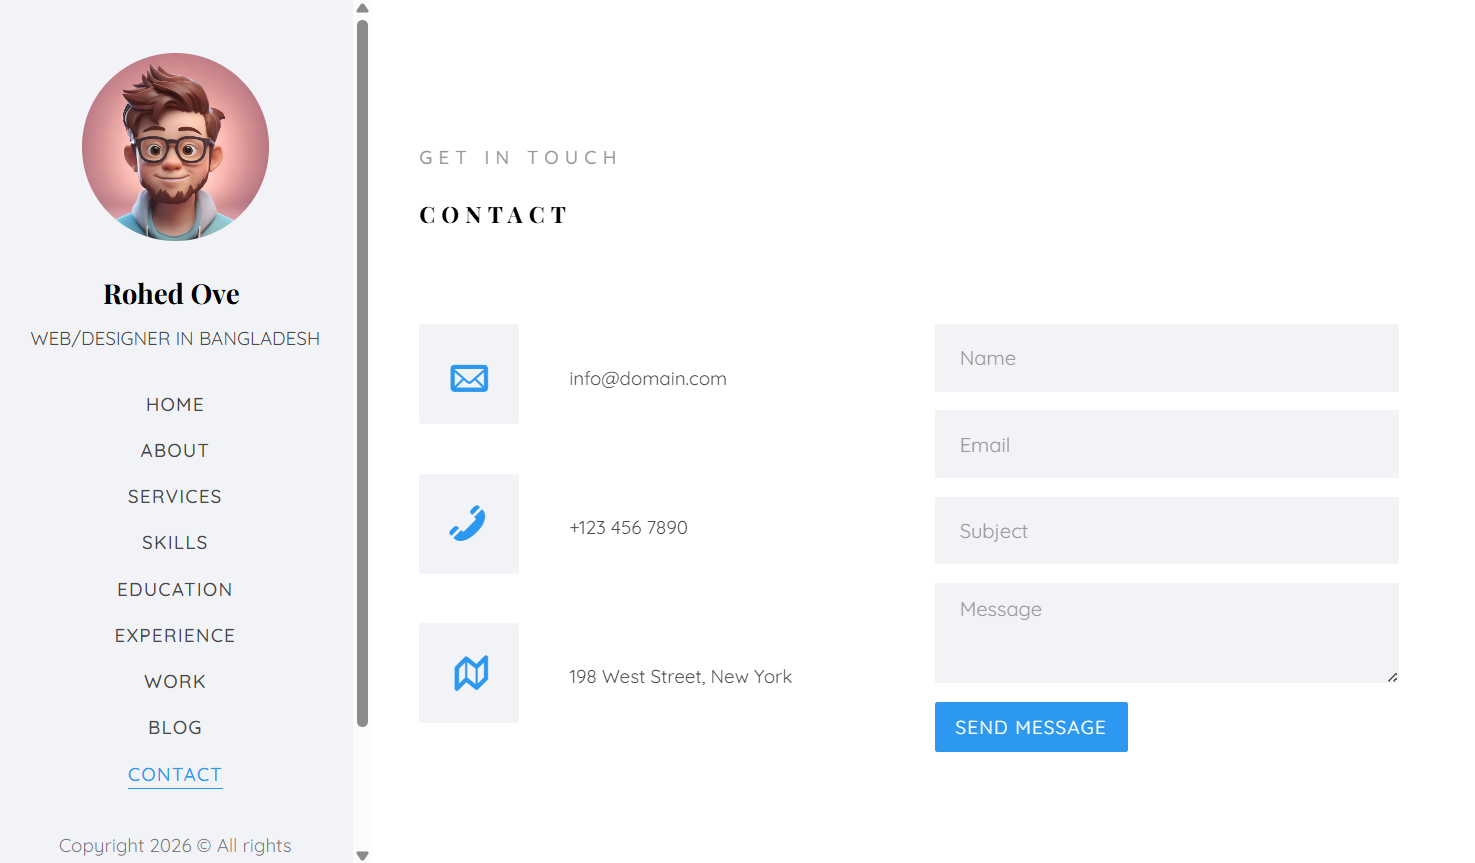 Rohed Ove
WEB/DESIGNER IN BANGLADESH
HOME
ABOUT
SERVICES
SKILLS
EDUCATION
EXPERIENCE
WORK
BLOG
CONTACT
Copyright 2026 © All rights
GET IN TOUCH
CONTACT
info@domain.com
+123 456 7890
198 West Street, New York
Name
Email
Subject
Message
SEND MESSAGE